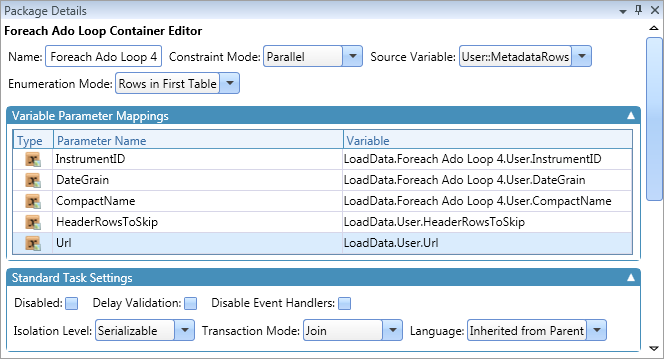 Package Details
Foreach Ado Loop Container Editor
Name: Foreach Ado Loop 4 Constraint Mode: Parallel Source Variable: User::MetadataRows
Enumeration Mode: Rows in First Table
Variable Parameter Mappings
Type Parameter Name Variable
InstrumentID LoadData.Foreach Ado Loop 4.User.InstrumentID
DateGrain LoadData.Foreach Ado Loop 4.User.DateGrain
CompactName LoadData.Foreach Ado Loop 4.User.CompactName
HeaderRowsToSkip LoadData.User.HeaderRowsToSkip
Url LoadData.User.Url
Standard Task Settings
Disabled: Delay Validation: Disable Event Handlers:
Isolation Level: Serializable Transaction Mode: Join Language: Inherited from Parent